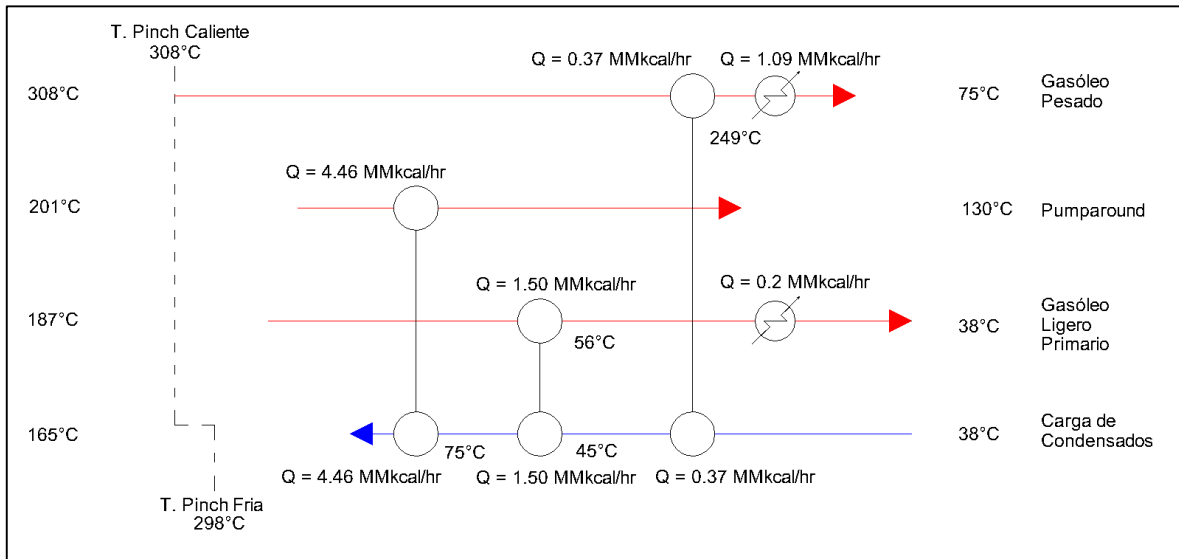 T. Pinch Caliente
308°C
Q = 0.37 MMkcal/hr
Q = 1.09 MMkcal/hr
308°C
249°C
75°C
Gasóleo
Pesado
Q = 4.46 MMkcal/hr
201°C
130°C
Pumparound
Q = 1.50 MMkcal/hr
Q = 0.2 MMkcal/hr
187°C
56°C
38°C
Gasóleo
Ligero
Primario
165°C
75°C
45°C
38°C
Carga de
Condensados
Q = 4.46 MMkcal/hr
Q = 1.50 MMkcal/hr
Q = 0.37 MMkcal/hr
T. Pinch Fria
298°C